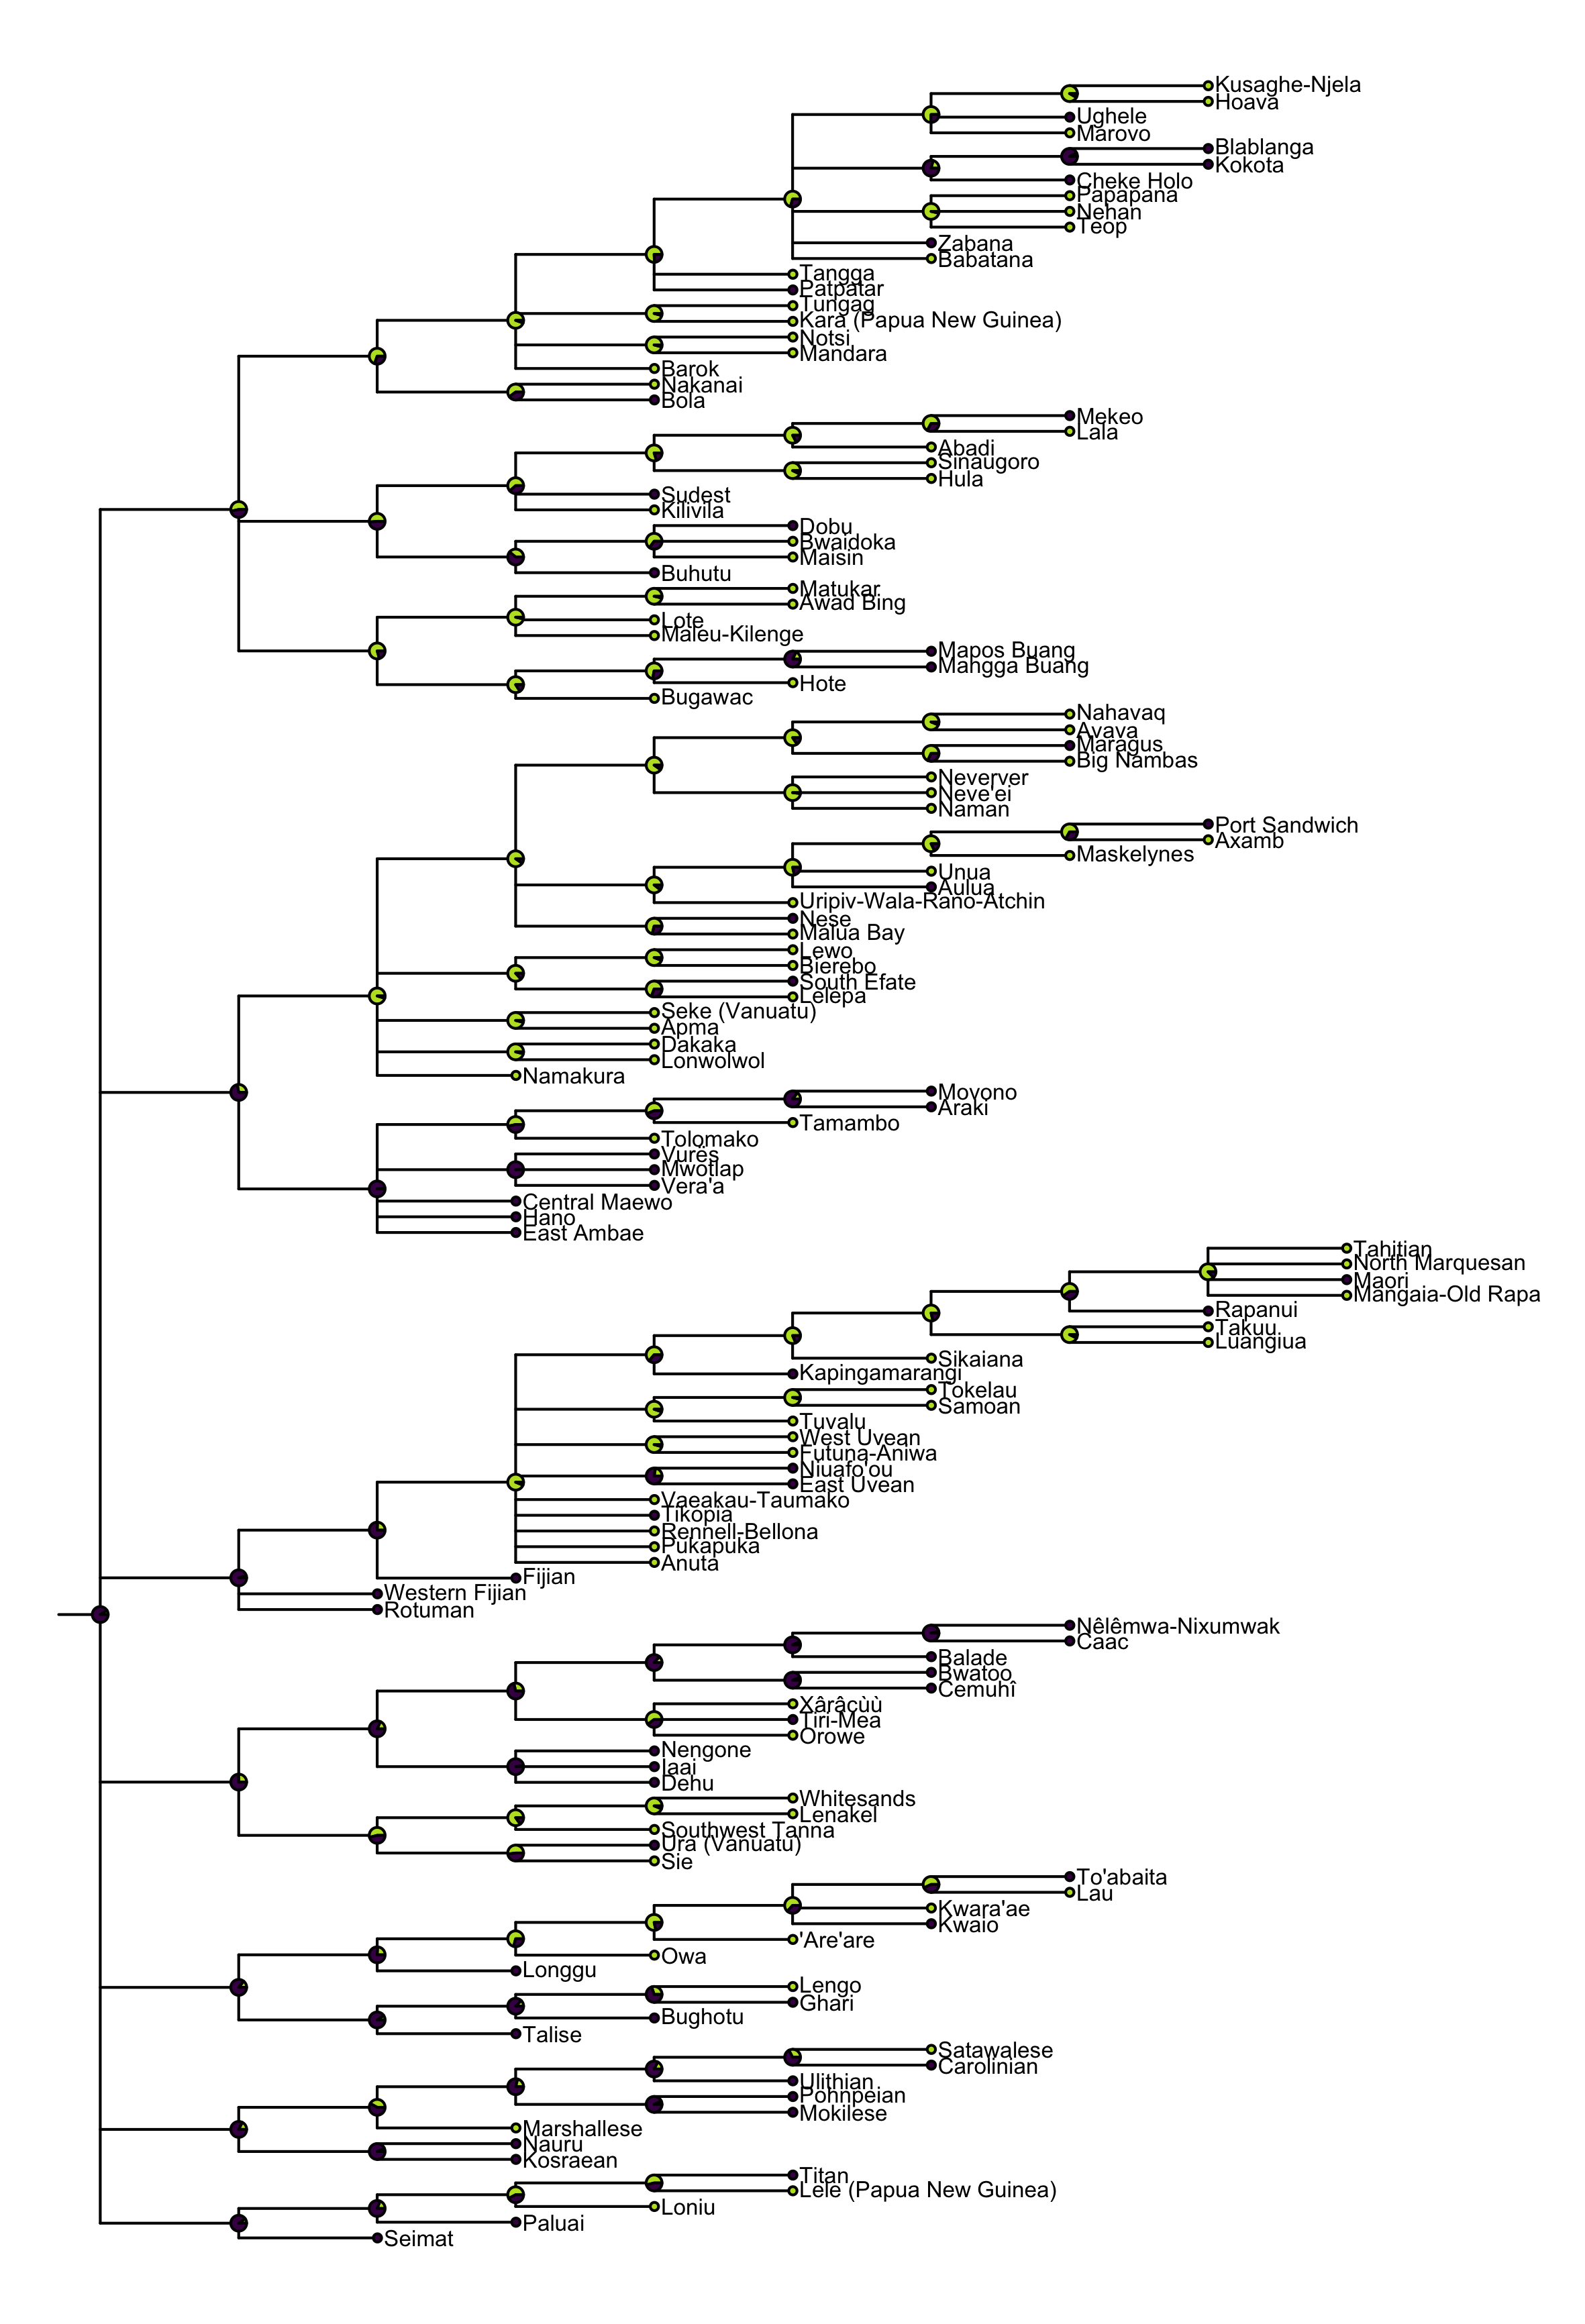 Kusaghe-Njela
Hoava
Ughele
Marovo
Blablanga
Kokota
Cheke Holo
Papapana
Nehan
Teop
Zabana
Babatana
Tangga
Patpatar
Tungag
Kara (Papua New Guinea)
Notsi
Mandara
Barok
Nakanai
Bola
Mekeo
Lala
Abadi
Sinaugoro
Hula
Sudest
Kilivila
Dobu
Bwaidoka
Maisin
Buhutu
Matukar
Awad Bing
Lote
Maleu-Kilenge
Mapos Buang
Mangga Buang
Hote
Bugawac
Nahavaq
Avava
Maragus
Big Nambas
Neverver
Neve'ei
Naman
Port Sandwich
Axamb
Maskelynes
Unua
Aulua
Uripiv-Wala-Rano-Atchin
Nese
Malua Bay
Lewo
Bierebo
South Efate
Lelepa
Seke (Vanuatu)
Apma
Dakaka
Lonwolwol
Namakura
Movono
Araki
Tamambo
Tolomako
Vurës
Mwotlap
Vera'a
Central Maewo
Hano
East Ambae
Tahitian
North Marquesan
Maori
Mangaia-Old Rapa
Rapanui
Takuu
Luangiua
Sikaiana
Kapingamarangi
Tokelau
Samoan
Tuvalu
West Uvean
Futuna-Aniwa
Niuafo'ou
East Uvean
Vaeakau-Taumako
Tikopia
Rennell-Bellona
Pukapuka
Anuta
Fijian
Western Fijian
Rotuman
Nêlêmwa-Nixumwak
Caac
Balade
Bwatoo
Cemuhî
Xârâcùù
Tiri-Mea
Orowe
Nengone
Iaai
Dehu
Whitesands
Lenakel
Southwest Tanna
Ura (Vanuatu)
Sie
To'abaita
Lau
Kwara'ae
Kwaio
'Are'are
Owa
Longgu
Lengo
Ghari
Bughotu
Talise
Satawalese
Carolinian
Ulithian
Pohnpeian
Mokilese
Marshallese
Nauru
Kosraean
Titan
Lele (Papua New Guinea)
Loniu
Paluai
Seimat